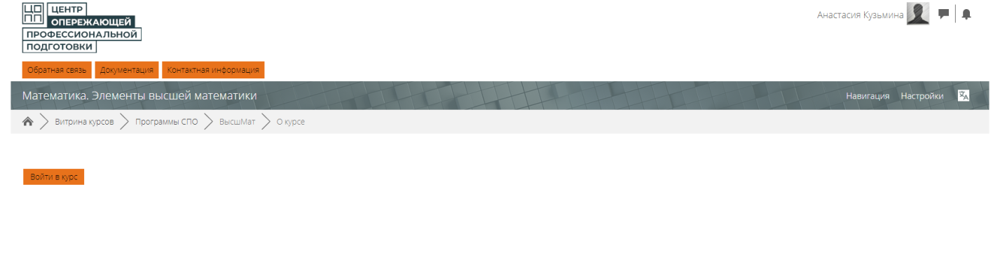 ЦОПП
ЦЕНТР
ОПЕРЕЖАЮЩЕЙ
ПРОФЕССИОНАЛЬНОЙ
ПОДГОТОВКИ
Анастасия Кузьмина
Обратная связь Документация Контактная информация
Математика. Элементы высшей математики
Навигация Настройки
Витрина курсов Программы СПО ВысшМат О курсе
Войти в курс